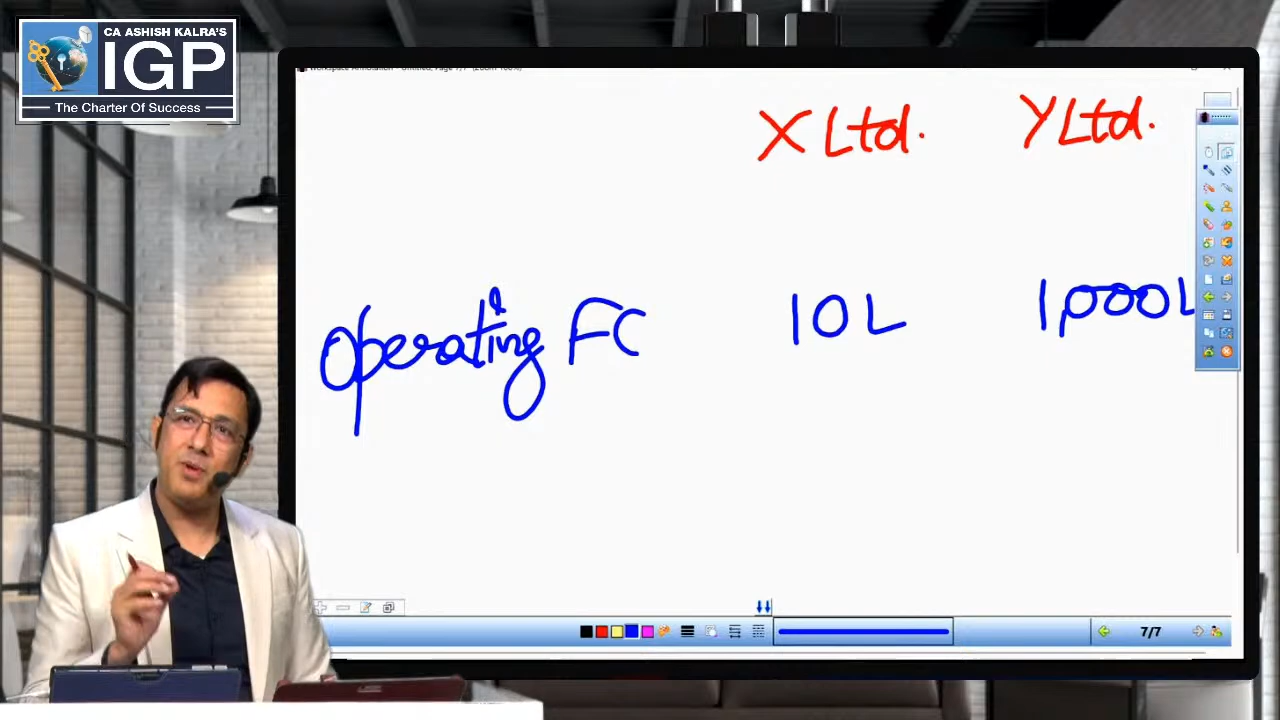 CA ASHISH KALRA'S
IGP
The Charter Of Success
X Ltd. Y Ltd.
Operating FC 10L 1,000L
7/7